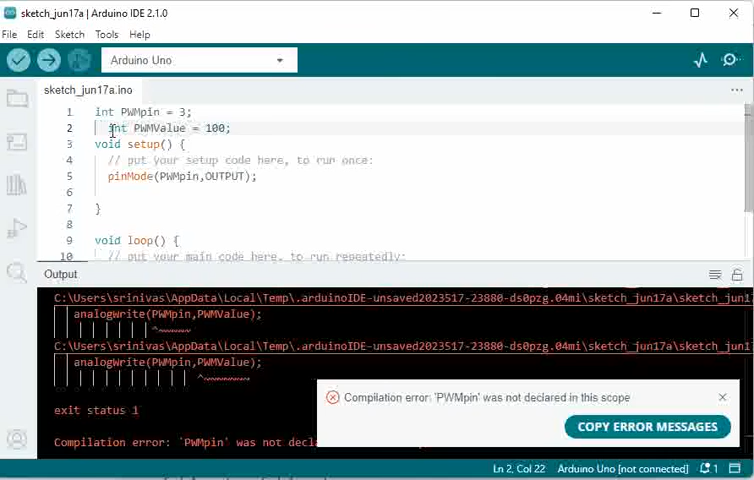 sketch_jun17a | Arduino IDE 2.1.0
File Edit Sketch Tools Help
Arduino Uno
sketch_jun17a.ino
1 int PWMpin = 3;
2 int PWMValue = 100;
3 void setup() {
4 // put your setup code here, to run once:
5 pinMode(PWMpin,OUTPUT);
6
7 }
8
9 void loop() {
10 // put your main code here, to run repeatedly:
Output
C:\Users\srinivas\AppData\Local\Temp\.arduinoIDE-unsaved2023517-23880-ds0pzg.04mi\sketch_jun17a\sketch_jun17
analogWrite(PWMpin,PWMValue);
^~~~~~
C:\Users\srinivas\AppData\Local\Temp\.arduinoIDE-unsaved2023517-23880-ds0pzg.04mi\sketch_jun17a\sketch_jun1
analogWrite(PWMpin,PWMValue);
^~~~~~~~
exit status 1
Compilation error: 'PWMpin' was not decla
Compilation error: 'PWMpin' was not declared in this scope
COPY ERROR MESSAGES
Ln 2, Col 22 Arduino Uno [not connected] 1